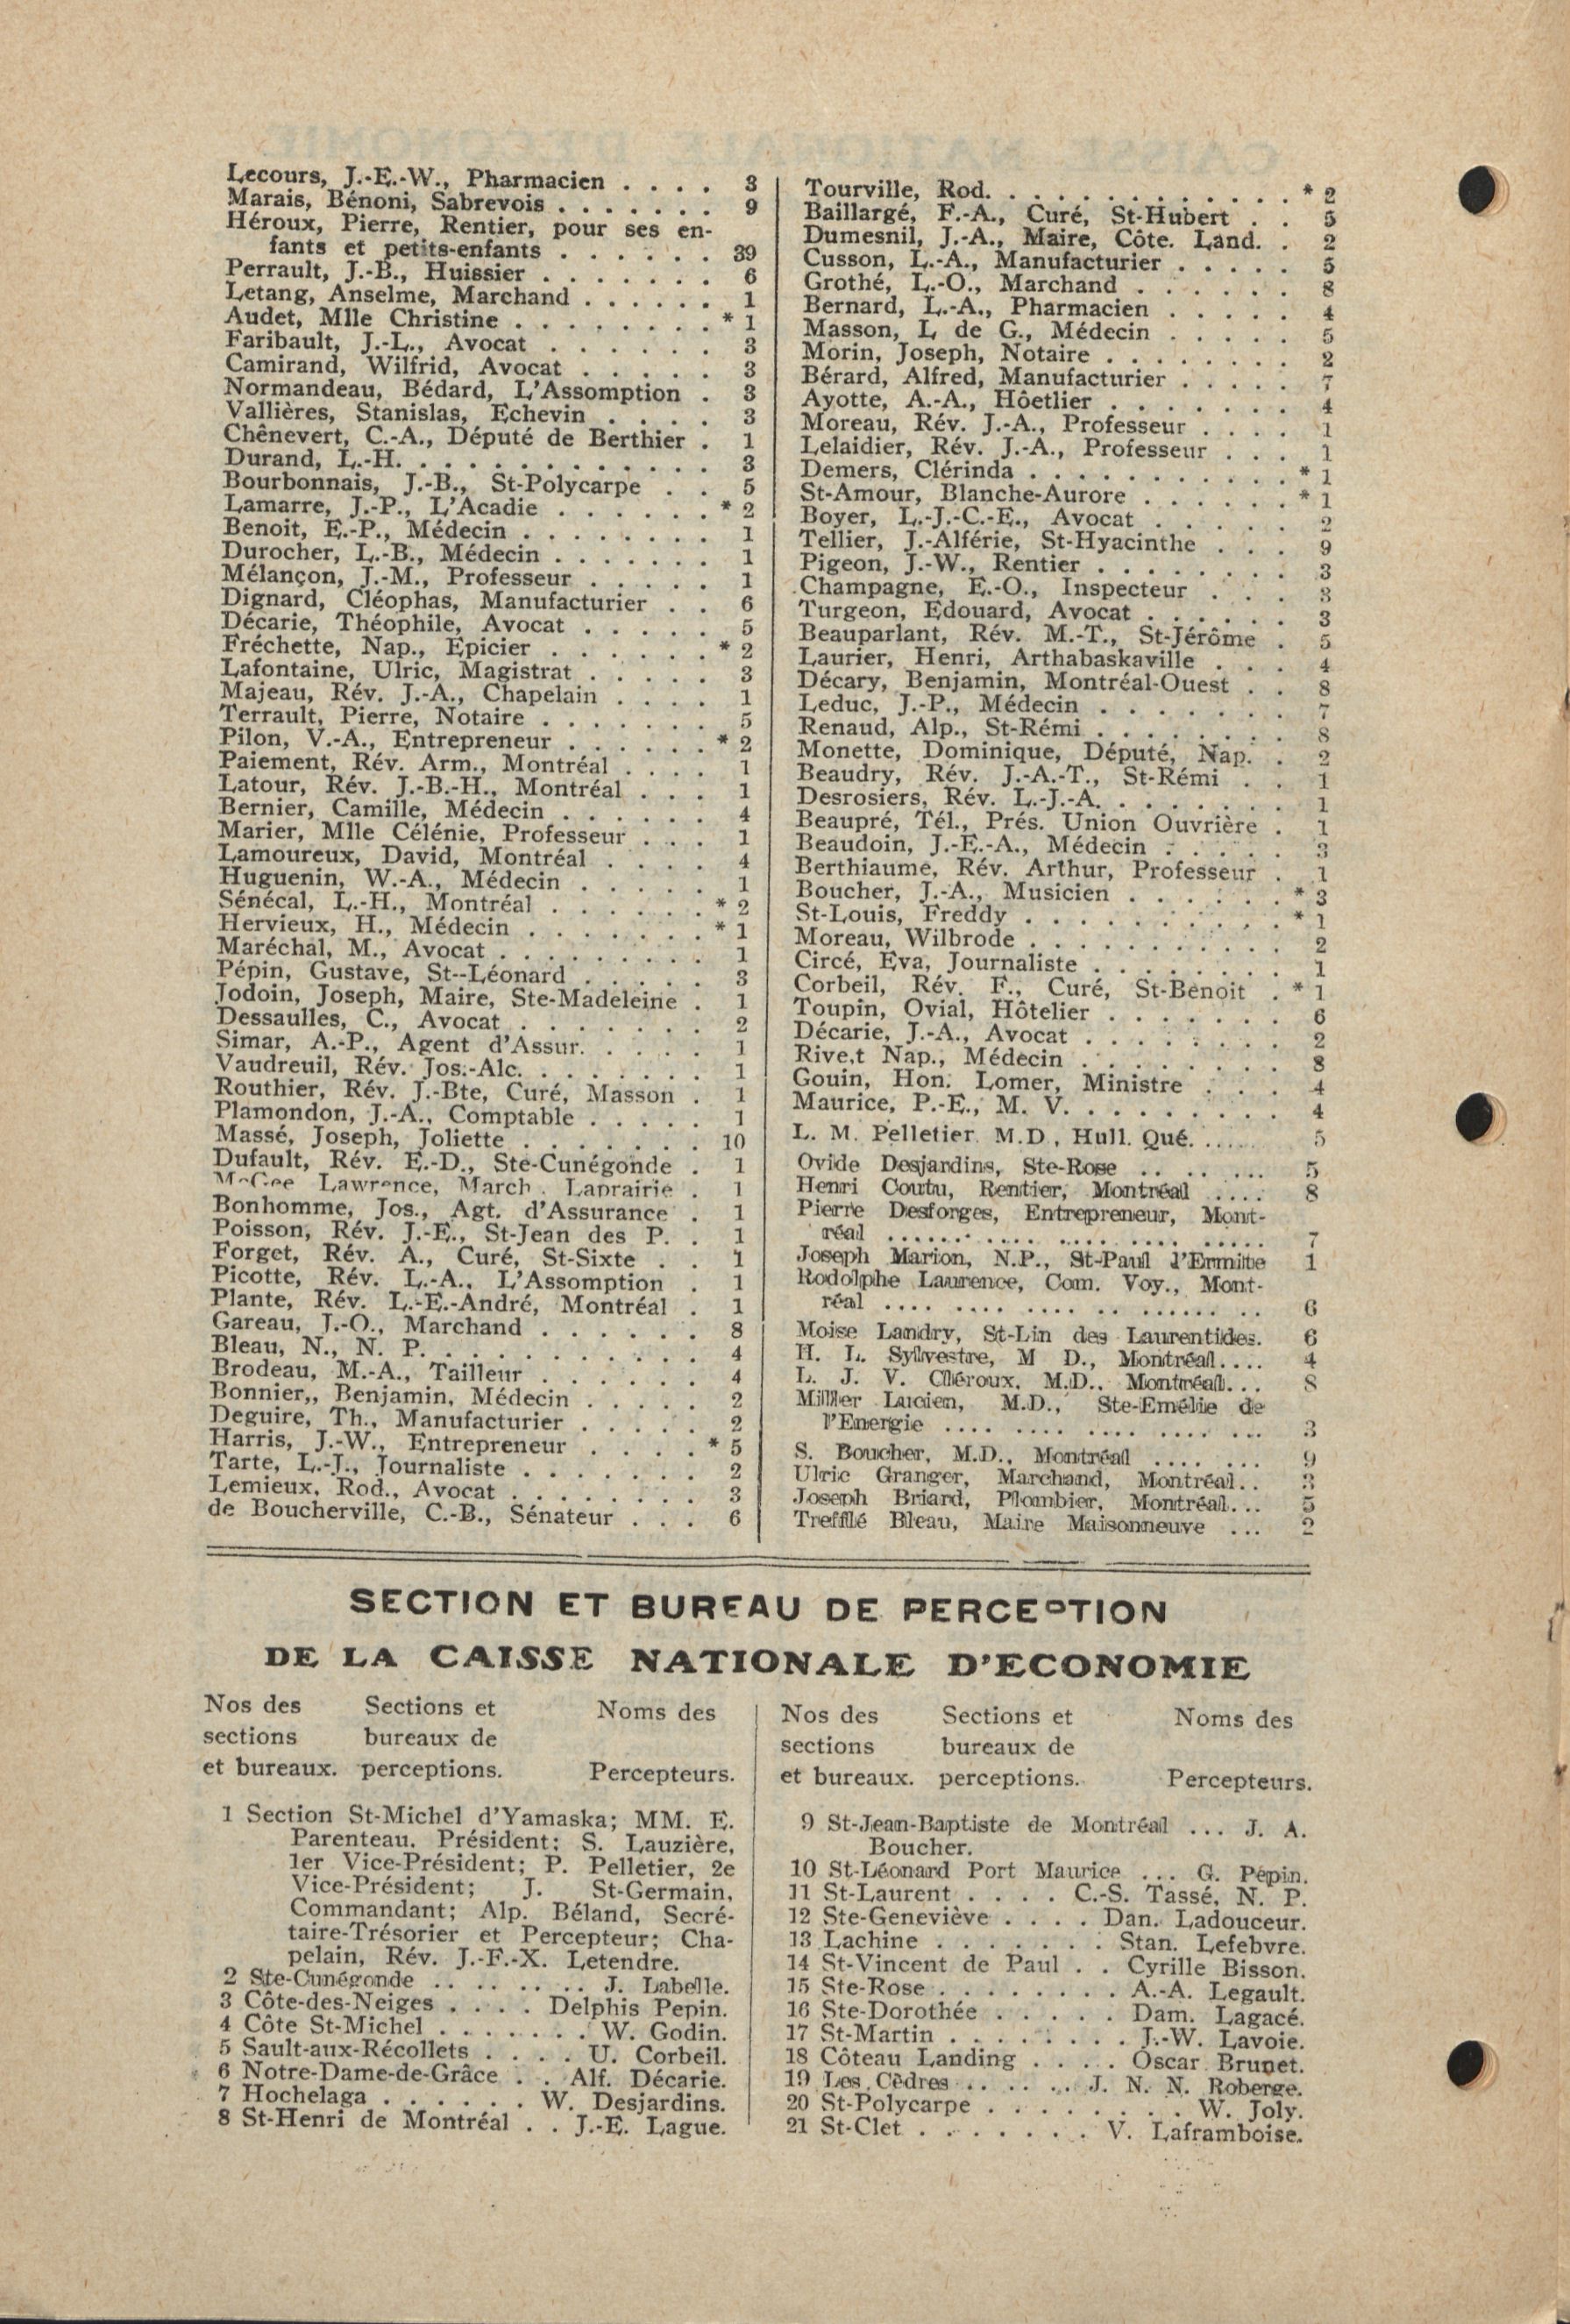 Lecours, J.-E.-W., Pharmacien . . . . 3
Marais, Bénoni, Sabrevois . . . . . . . 9
Héroux, Pierre, Rentier, pour ses en-
fants et petits-enfants . . . . . . 39
Perrault, J.-B., Huissier . . . . . . . 6
Letang, Anselme, Marchand . . . . . . 1
Audet, Mlle Christine . . . . . . . . * 1
Faribault, J.-L., Avocat . . . . . . 3
Camirand, Wilfrid, Avocat . . . . . 3
Normandeau, Bédard, L'Assomption . 3
Vallières, Stanislas, Echevin . . . . 3
Chênevert, C.-A., Député de Berthier . 1
Durand, L.-H. . . . . . . . . . . . 3
Bourbonnais, J.-B., St-Polycarpe . . 5
Lamarre, J.-P., L'Acadie . . . . . . * 2
Benoit, E.-P., Médecin . . . . . . . . 1
Durocher, L.-B., Médecin . . . . . . . 1
Mélançon, J.-M., Professeur . . . . . 1
Dignard, Cléophas, Manufacturier . . 6
Décarie, Théophile, Avocat . . . . . 5
Fréchette, Nap., Epicier . . . . . . * 2
Lafontaine, Ulric, Magistrat . . . . . 3
Majeau, Rév. J.-A., Chapelain . . . . 1
Terrault, Pierre, Notaire . . . . . . . 5
Pilon, V.-A., Entrepreneur . . . . . . * 2
Paiement, Rév. Arm., Montréal . . . . 1
Latour, Rév. J.-B.-H., Montréal . . . 1
Bernier, Camille, Médecin . . . . . . 4
Marier, Mlle Célénie, Professeur . . . 1
Lamoureux, David, Montréal . . . . 4
Huguenin, W.-A., Médecin . . . . . 1
Sénécal, L.-H., Montréal . . . . . . * 2
Hervieux, H., Médecin . . . . . . . * 1
Maréchal, M., Avocat . . . . . . . . . 1
Pépin, Gustave, St--Léonard . . . . . 3
Jodoin, Joseph, Maire, Ste-Madeleine . 1
Dessaulles, C., Avocat . . . . . . . 2
Simar, A.-P., Agent d'Assur. . . . . 1
Vaudreuil, Rév. Jos.-Alc. . . . . . . . 1
Routhier, Rév. J.-Bte, Curé, Masson . 1
Plamondon, J.-A., Comptable . . . . . 1
Massé, Joseph, Joliette . . . . . . . 10
Dufault, Rév. E.-D., Ste-Cunégonde . 1
McGee Lawrence, March. Laprairie . 1
Bonhomme, Jos., Agt. d'Assurance . 1
Poisson, Rév. J.-E., St-Jean des P. . 1
Forget, Rév. A., Curé, St-Sixte . . 1
Picotte, Rév. L.-A., L'Assomption . 1
Plante, Rév. L.-E.-André, Montréal . 1
Gareau, J.-O., Marchand . . . . . . 8
Bleau, N., N. P. . . . . . . . . . . 4
Brodeau, M.-A., Tailleur . . . . . . 4
Bonnier,, Benjamin, Médecin . . . . . 2
Deguire, Th., Manufacturier . . . . . 2
Harris, J.-W., Entrepreneur . . . . * 5
Tarte, L.-J., Journaliste . . . . . . . 2
Lemieux, Rod., Avocat . . . . . . . . 3
de Boucherville, C.-B., Sénateur . . . 6
Tourville, Rod. . . . . . . . . . . . . * 2
Baillargé, F.-A., Curé, St-Hubert . . 5
Dumesnil, J.-A., Maire, Côte. Land. . 2
Cusson, L.-A., Manufacturier . . . . . 5
Grothé, L.-O., Marchand . . . . . . 8
Bernard, L.-A., Pharmacien . . . . . 4
Masson, L de G., Médecin . . . . . 5
Morin, Joseph, Notaire . . . . . . . . 2
Bérard, Alfred, Manufacturier . . . . . 7
Ayotte, A.-A., Hôetlier . . . . . . . 4
Moreau, Rév. J.-A., Professeur . . . . 1
Lelaidier, Rév. J.-A., Professeur . . . 1
Demers, Clérinda . . . . . . . . . . . * 1
St-Amour, Blanche-Aurore . . . . . . * 1
Boyer, L.-J.-C.-E., Avocat . . . . . . 2
Tellier, J.-Alférie, St-Hyacinthe . . . 9
Pigeon, J.-W., Rentier . . . . . . . . 3
Champagne, E.-O., Inspecteur . . . 3
Turgeon, Edouard, Avocat . . . . . . 3
Beauparlant, Rév. M.-T., St-Jérôme . 5
Laurier, Henri, Arthabaskaville . . . 4
Décary, Benjamin, Montréal-Ouest . . 8
Leduc, J.-P., Médecin . . . . . . . 7
Renaud, Alp., St-Rémi . . . . . . . . 8
Monette, Dominique, Député, Nap. . 2
Beaudry, Rév. J.-A.-T., St-Rémi . . 1
Desrosiers, Rév. L.-J.-A. . . . . . . . 1
Beaupré, Tél., Prés. Union Ouvrière . 1
Beaudoin, J.-E.-A., Médecin . . . . . 3
Berthiaume, Rév. Arthur, Professeur . 1
Boucher, J.-A., Musicien . . . . . . * 3
St-Louis, Freddy . . . . . . . . . . . * 1
Moreau, Wilbrode . . . . . . . . . . . 2
Circé, Eva, Journaliste . . . . . . . . 1
Corbeil, Rév. F., Curé, St-Benoit . * 1
Toupin, Ovial, Hôtelier . . . . . . . 6
Décarie, J.-A., Avocat . . . . . . . . 2
Rive,t Nap., Médecin . . . . . . . . 8
Gouin, Hon. Lomer, Ministre . . . 4
Maurice, P.-E., M. V. . . . . . . . . 4
L. M. Pelletier. M.D., Hull. Qué. ...... 5
Ovide Desjardins, Ste-Rose .. .. .. ... 5
Henri Coutu, Rentier, Montréal .... 8
Pierre Desforges, Entrepreneur, Mont-
réal ....... .... .... .... ..... 7
Joseph Marion, N.P., St-Paul l'Ermite 1
Rodolphe Laurence, Com. Voy., Mont-
réal .... .... .... .. ...... .. 6
Moise Landry, St-Lin des Laurentides. 6
H. L. Sylvestre, M D., Montréal.... 4
L. J. V. Cléroux. M.D.. Montréal... 8
Miller Lucien, M.D., Ste-Emélie de
l'Energie .... .... .... .... .... ... 3
S. Boucher, M.D., Montréal .... ... 9
Ulric Granger, Marchand, Montréal.. 3
Joseph Briard, Plombier, Montréal... 5
Trefflé Bleau, Maire Maisonneuve ... 2
SECTION ET BUREAU DE PERCEPTION
DE LA CAISSE NATIONALE D'ECONOMIE
Nos des Sections et Noms des
sections bureaux de
et bureaux. perceptions. Percepteurs.
1 Section St-Michel d'Yamaska; MM. E.
Parenteau. Président; S. Lauzière,
1er Vice-Président; P. Pelletier, 2e
Vice-Président; J. St-Germain,
Commandant; Alp. Béland, Secré-
taire-Trésorier et Percepteur; Cha-
pelain, Rév. J.-F.-X. Letendre.
2 Ste-Cunégonde .. .. .. .. .. J. Labelle.
3 Côte-des-Neiges . . . . Delphis Pepin.
4 Côte St-Michel . . . . . . . W. Godin.
5 Sault-aux-Récollets . . . . U. Corbeil.
6 Notre-Dame-de-Grâce . . Alf. Décarie.
7 Hochelaga . . . . . . W. Desjardins.
8 St-Henri de Montréal . . J.-E. Lague.
Nos des Sections et Noms des
sections bureaux de
et bureaux. perceptions. Percepteurs.
9 St-Jean-Baptiste de Montréal ... J. A.
Boucher.
10 St-Léonard Port Maurice ... G. Pépin.
11 St-Laurent . . . . C.-S. Tassé, N. P.
12 Ste-Geneviève . . . . Dan. Ladouceur.
13 Lachine . . . . . . . Stan. Lefebvre.
14 St-Vincent de Paul . . Cyrille Bisson.
15 Ste-Rose . . . . . . . . A.-A. Legault.
16 Ste-Dorothée . . . . . Dam. Lagacé.
17 St-Martin . . . . . . . . J.-W. Lavoie.
18 Côteau Landing . . . . Oscar Brunet.
19 Les Cèdres .. .. .. .. J. N. N. Roberge.
20 St-Polycarpe . . . . . . . . W. Joly.
21 St-Clet . . . . . . . V. Laframboise.